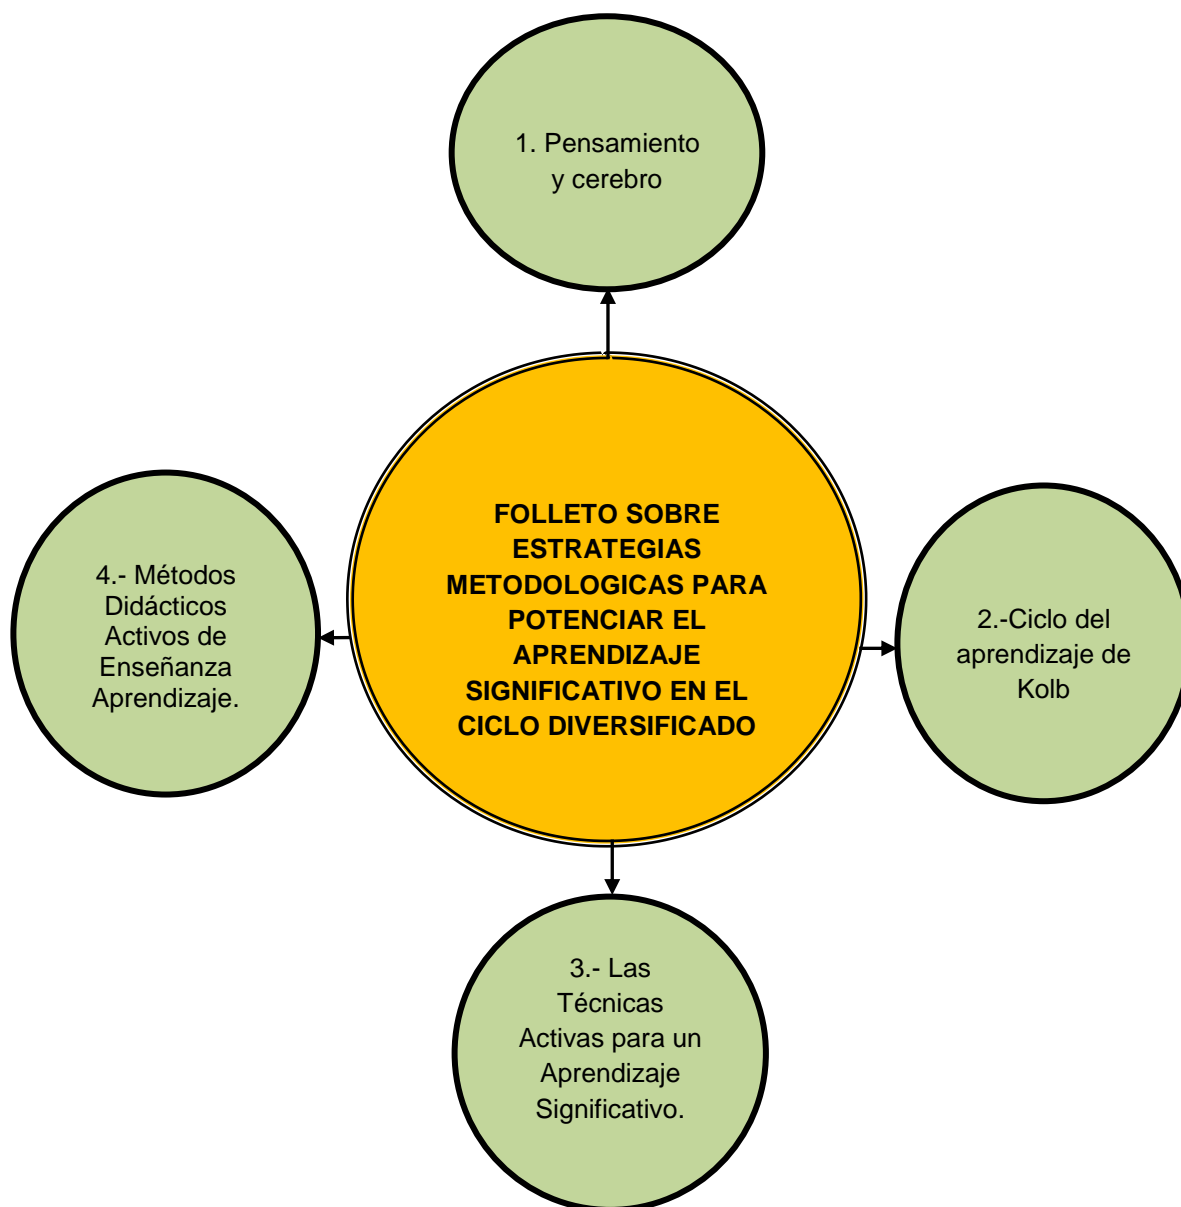 1. Pensamiento
y cerebro
FOLLETO SOBRE
ESTRATEGIAS
METODOLOGICAS PARA
POTENCIAR EL
APRENDIZAJE
SIGNIFICATIVO EN EL
CICLO DIVERSIFICADO
4.- Métodos
Didácticos
Activos de
Enseñanza
Aprendizaje.
2.-Ciclo del
aprendizaje de
Kolb
3.- Las
Técnicas
Activas para un
Aprendizaje
Significativo.